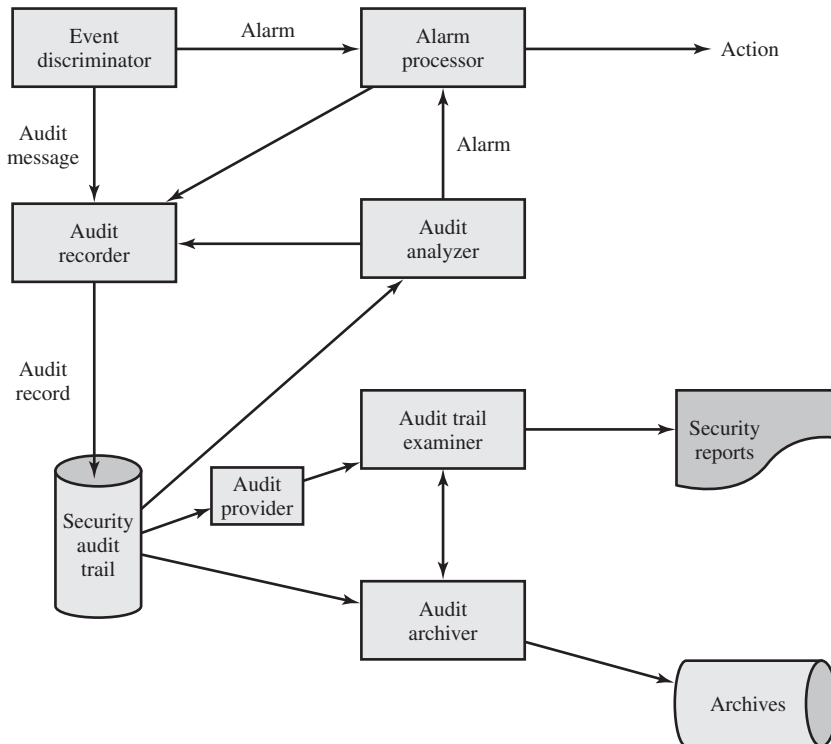 Event
discriminator
Alarm
Alarm
processor
Action
Audit
message
Alarm
Audit
recorder
Audit
analyzer
Audit
record
Audit trail
examiner
Security
reports
Audit
provider
Security
audit
trail
Audit
archiver
Archives